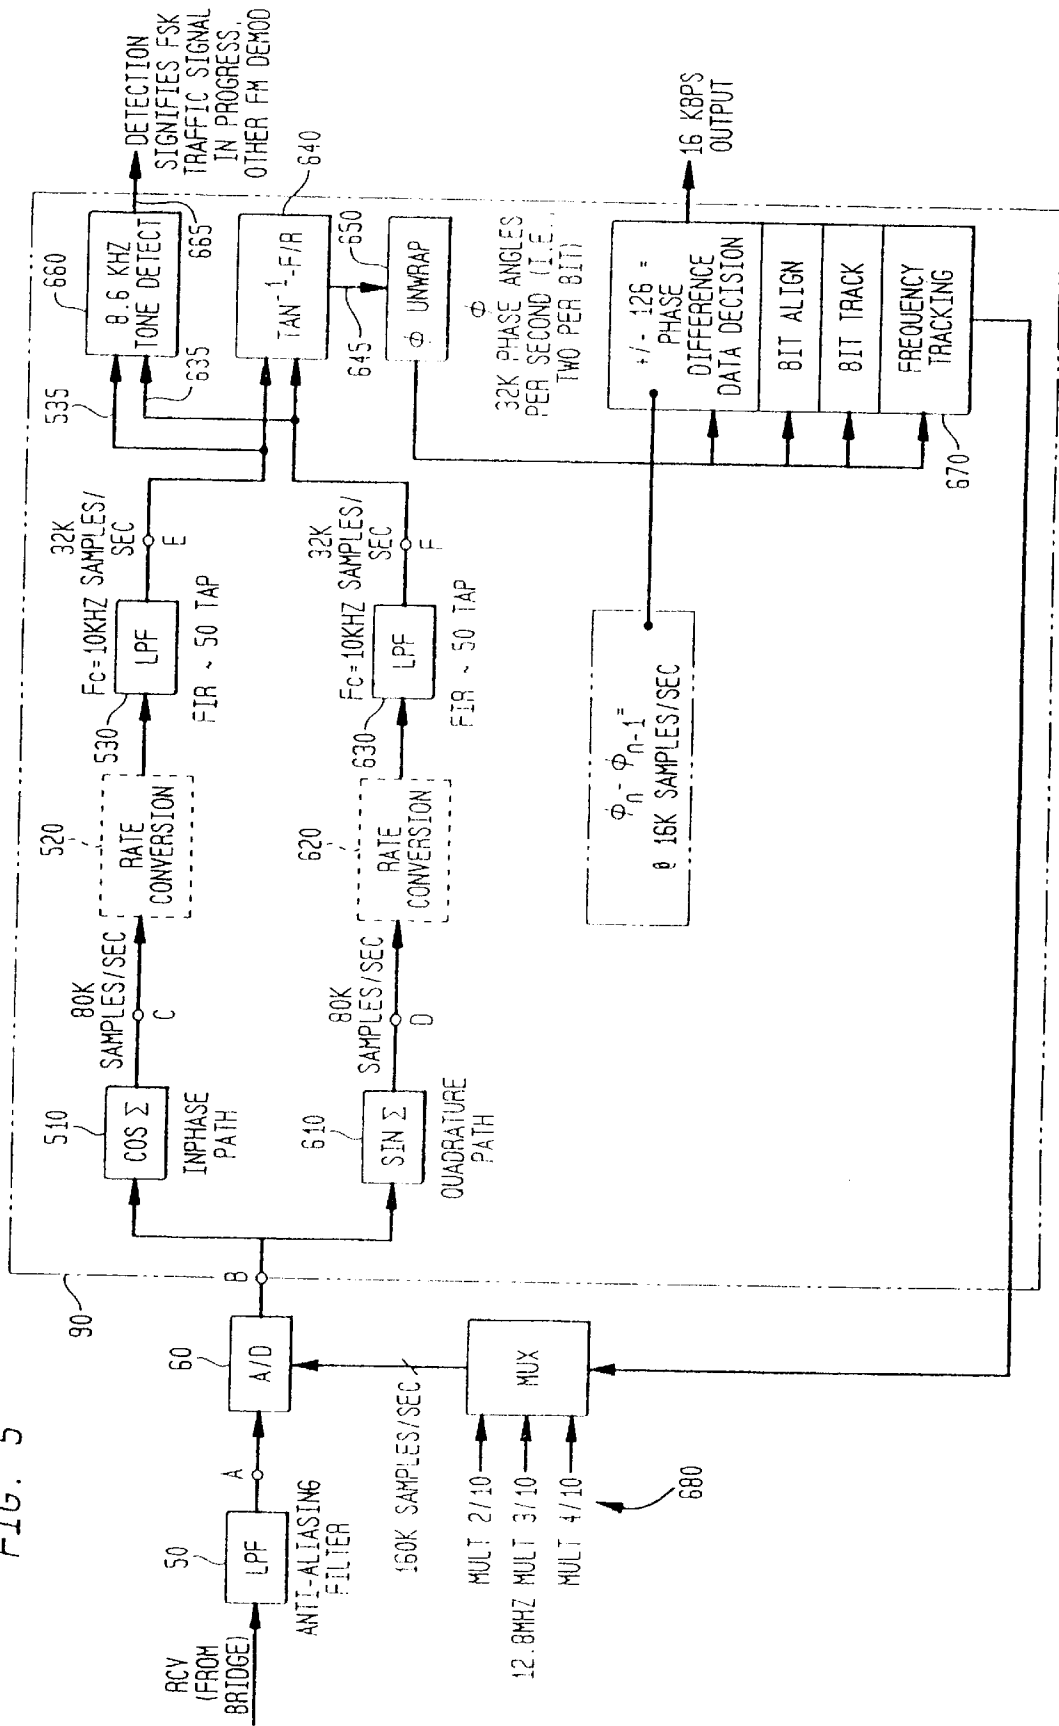 FIG. 5
RCV
(FROM
BRIDGE)
50
LPF
ANTI-ALIASING
FILTER
A
60
A/D
B
90
160K SAMPLES/SEC
MUX
MULT 2/10
12.8MHZ MULT 3/10
MULT 4/10
680
510
COS Σ
INPHASE
PATH
80K
SAMPLES/SEC
C
520
RATE
CONVERSION
530
LPF
Fc=10KHZ
FIR ~ 50 TAP
32K
SAMPLES/
SEC
E
610
SIN Σ
QUADRATURE
PATH
80K
SAMPLES/SEC
D
620
RATE
CONVERSION
630
LPF
Fc=10KHZ
FIR ~ 50 TAP
32K
SAMPLES/
SEC
F
535
635
660
8.6 KHZ
TONE DETECT
665
DETECTION
SIGNIFIES FSK
TRAFFIC SIGNAL
IN PROGRESS,
OTHER FM DEMOD
640
TAN⁻¹-F/R
645
650
Φ UNWRAP
Φ
32K PHASE ANGLES
PER SECOND (I.E.,
TWO PER BIT)
Φn - Φn-1=
@ 16K SAMPLES/SEC
+/- 126 =
PHASE
DIFFERENCE
DATA DECISION
BIT ALIGN
BIT TRACK
FREQUENCY
TRACKING
670
16 KBPS
OUTPUT